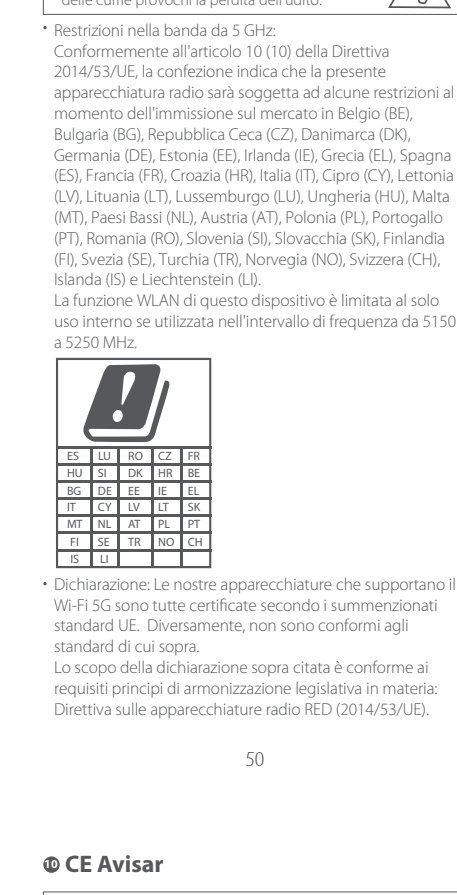 delle cuffie provochi la perdita dell'udito.
• Restrizioni nella banda da 5 GHz:
Conformemente all'articolo 10 (10) della Direttiva
2014/53/UE, la confezione indica che la presente
apparecchiatura radio sarà soggetta ad alcune restrizioni al
momento dell'immissione sul mercato in Belgio (BE),
Bulgaria (BG), Repubblica Ceca (CZ), Danimarca (DK),
Germania (DE), Estonia (EE), Irlanda (IE), Grecia (EL), Spagna
(ES), Francia (FR), Croazia (HR), Italia (IT), Cipro (CY), Lettonia
(LV), Lituania (LT), Lussemburgo (LU), Ungheria (HU), Malta
(MT), Paesi Bassi (NL), Austria (AT), Polonia (PL), Portogallo
(PT), Romania (RO), Slovenia (SI), Slovacchia (SK), Finlandia
(FI), Svezia (SE), Turchia (TR), Norvegia (NO), Svizzera (CH),
Islanda (IS) e Liechtenstein (LI).
La funzione WLAN di questo dispositivo è limitata al solo
uso interno se utilizzata nell'intervallo di frequenza da 5150
a 5250 MHz.
ES LU RO CZ FR
HU SI DK HR BE
BG DE EE IE EL
IT CY LV LT SK
MT NL AT PL PT
FI SE TR NO CH
IS LI
• Dichiarazione: Le nostre apparecchiature che supportano il
Wi-Fi 5G sono tutte certificate secondo i summenzionati
standard UE. Diversamente, non sono conformi agli
standard di cui sopra.
Lo scopo della dichiarazione sopra citata è conforme ai
requisiti principi di armonizzazione legislativa in materia:
Direttiva sulle apparecchiature radio RED (2014/53/UE).
50
❿ CE Avisar